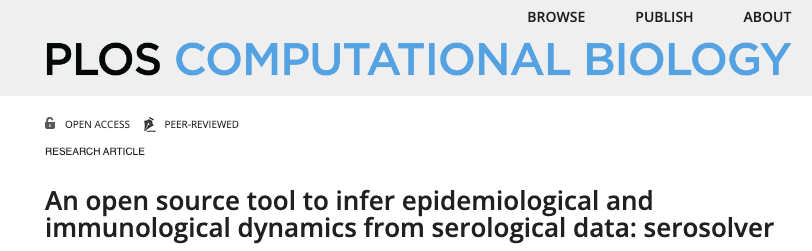 BROWSE PUBLISH ABOUT
PLOS COMPUTATIONAL BIOLOGY
OPEN ACCESS PEER-REVIEWED
RESEARCH ARTICLE
An open source tool to infer epidemiological and
immunological dynamics from serological data: serosolver